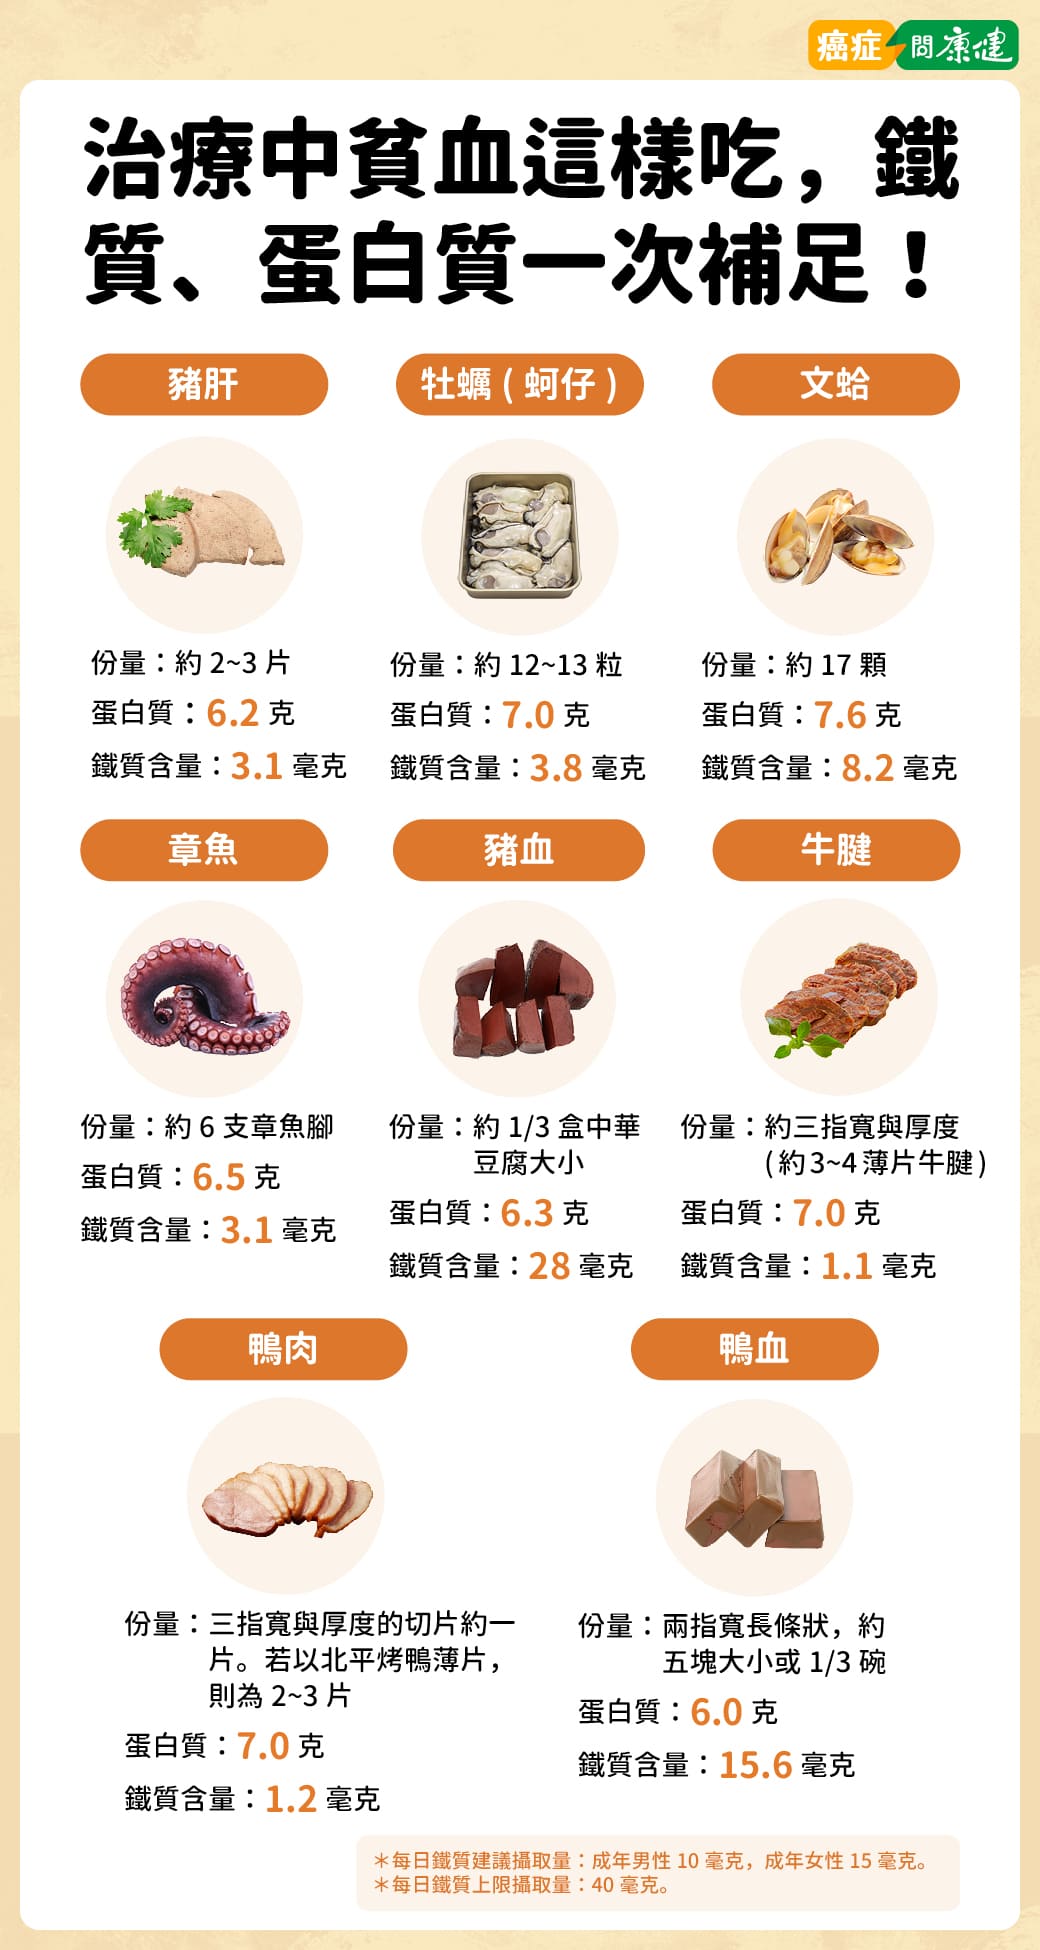 癌症問康健
治療中貧血這樣吃，鐵
質、蛋白質一次補足！
豬肝
份量：約 2~3 片
蛋白質：6.2 克
鐵質含量：3.1 毫克
牡蠣 ( 蚵仔 )
份量：約 12~13 粒
蛋白質：7.0 克
鐵質含量：3.8 毫克
文蛤
份量：約 17 顆
蛋白質：7.6 克
鐵質含量：8.2 毫克
章魚
份量：約 6 支章魚腳
蛋白質：6.5 克
鐵質含量：3.1 毫克
豬血
份量：約 1/3 盒中華
豆腐大小
蛋白質：6.3 克
鐵質含量：28 毫克
牛腱
份量：約三指寬與厚度
( 約 3~4 薄片牛腱 )
蛋白質：7.0 克
鐵質含量：1.1 毫克
鴨肉
份量：三指寬與厚度的切片約一
片。若以北平烤鴨薄片，
則為 2~3 片
蛋白質：7.0 克
鐵質含量：1.2 毫克
鴨血
份量：兩指寬長條狀，約
五塊大小或 1/3 碗
蛋白質：6.0 克
鐵質含量：15.6 毫克
＊每日鐵質建議攝取量：成年男性 10 毫克，成年女性 15 毫克。
＊每日鐵質上限攝取量：40 毫克。